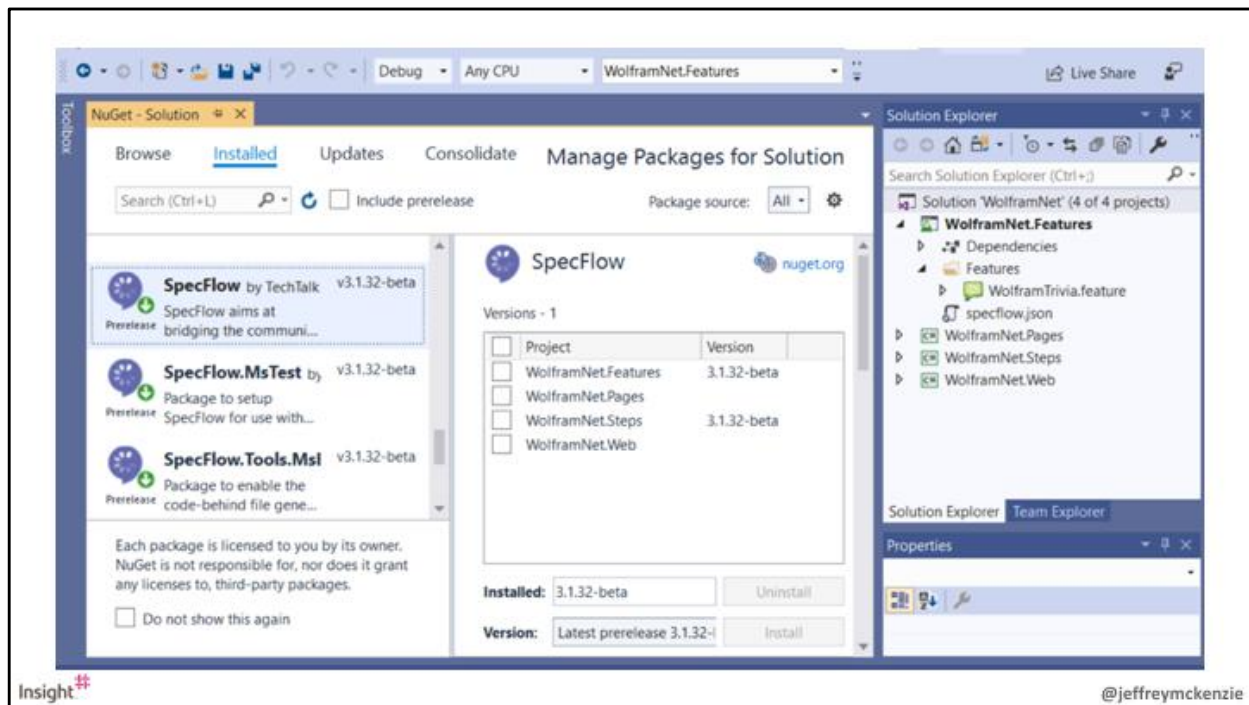 Debug
Any CPU
WolframNet.Features
Live Share
Toolbox
NuGet - Solution
Browse
Installed
Updates
Consolidate
Manage Packages for Solution
Search (Ctrl+L)
Include prerelease
Package source:
All
SpecFlow by TechTalk
v3.1.32-beta
SpecFlow aims at
Prerelease
bridging the communi...
SpecFlow.MsTest by
v3.1.32-beta
Package to setup
Prerelease
SpecFlow for use with...
SpecFlow.Tools.MsI
v3.1.32-beta
Package to enable the
Prerelease
code-behind file gene...
Each package is licensed to you by its owner.
NuGet is not responsible for, nor does it grant
any licenses to, third-party packages.
Do not show this again
SpecFlow
nuget.org
Versions - 1
Project Version
WolframNet.Features 3.1.32-beta
WolframNet.Pages
WolframNet.Steps 3.1.32-beta
WolframNet.Web
Installed: 3.1.32-beta
Uninstall
Version: Latest prerelease 3.1.32-
Install
Solution Explorer
Search Solution Explorer (Ctrl+;)
Solution 'WolframNet' (4 of 4 projects)
WolframNet.Features
Dependencies
Features
WolframTrivia.feature
specflow.json
C# WolframNet.Pages
C# WolframNet.Steps
C# WolframNet.Web
Solution Explorer
Team Explorer
Properties
Insight
@jeffreymckenzie